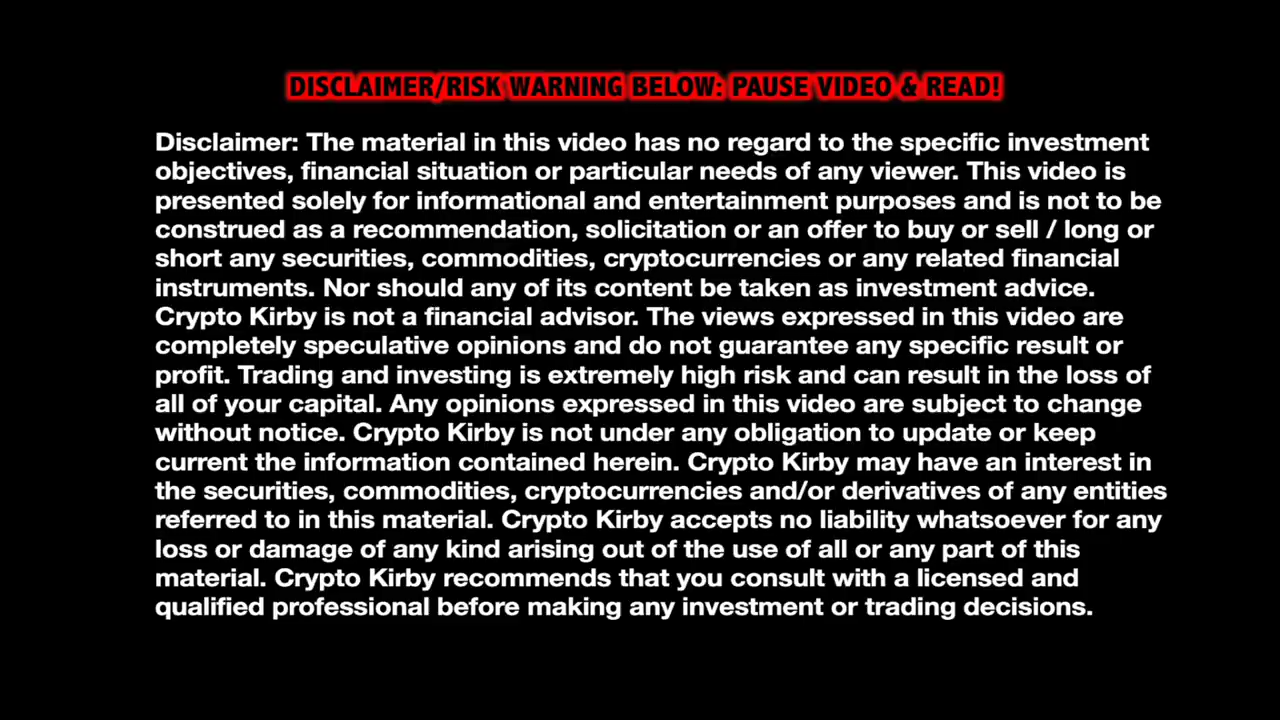 DISCLAIMER/RISK WARNING BELOW: PAUSE VIDEO & READ!
Disclaimer: The material in this video has no regard to the specific investment
objectives, financial situation or particular needs of any viewer. This video is
presented solely for informational and entertainment purposes and is not to be
construed as a recommendation, solicitation or an offer to buy or sell / long or
short any securities, commodities, cryptocurrencies or any related financial
instruments. Nor should any of its content be taken as investment advice.
Crypto Kirby is not a financial advisor. The views expressed in this video are
completely speculative opinions and do not guarantee any specific result or
profit. Trading and investing is extremely high risk and can result in the loss of
all of your capital. Any opinions expressed in this video are subject to change
without notice. Crypto Kirby is not under any obligation to update or keep
current the information contained herein. Crypto Kirby may have an interest in
the securities, commodities, cryptocurrencies and/or derivatives of any entities
referred to in this material. Crypto Kirby accepts no liability whatsoever for any
loss or damage of any kind arising out of the use of all or any part of this
material. Crypto Kirby recommends that you consult with a licensed and
qualified professional before making any investment or trading decisions.